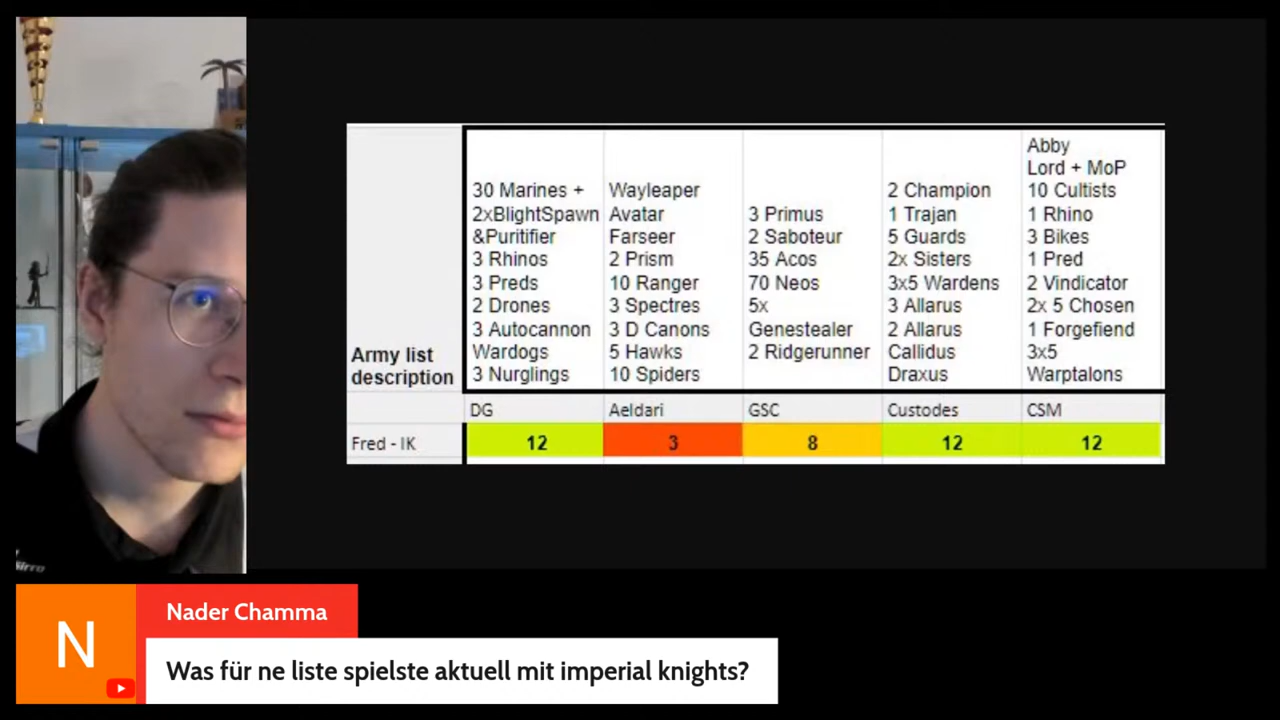 30 Marines +
2xBlightSpawn
&Puritifier
3 Rhinos
3 Preds
2 Drones
3 Autocannon
Wardogs
3 Nurglings
Wayleaper
Avatar
Farseer
2 Prism
10 Ranger
3 Spectres
3 D Canons
5 Hawks
10 Spiders
3 Primus
2 Saboteur
35 Acos
70 Neos
5x
Genestealer
2 Ridgerunner
2 Champion
1 Trajan
5 Guards
2x Sisters
3x5 Wardens
3 Allarus
2 Allarus
Callidus
Draxus
Abby
Lord + MoP
10 Cultists
1 Rhino
3 Bikes
1 Pred
2 Vindicator
2x 5 Chosen
1 Forgefiend
3x5
Warptalons
Army list
description
DG Aeldari GSC Custodes CSM
Fred - IK 12 3 8 12 12
N
Nader Chamma
Was für ne liste spielste aktuell mit imperial knights?